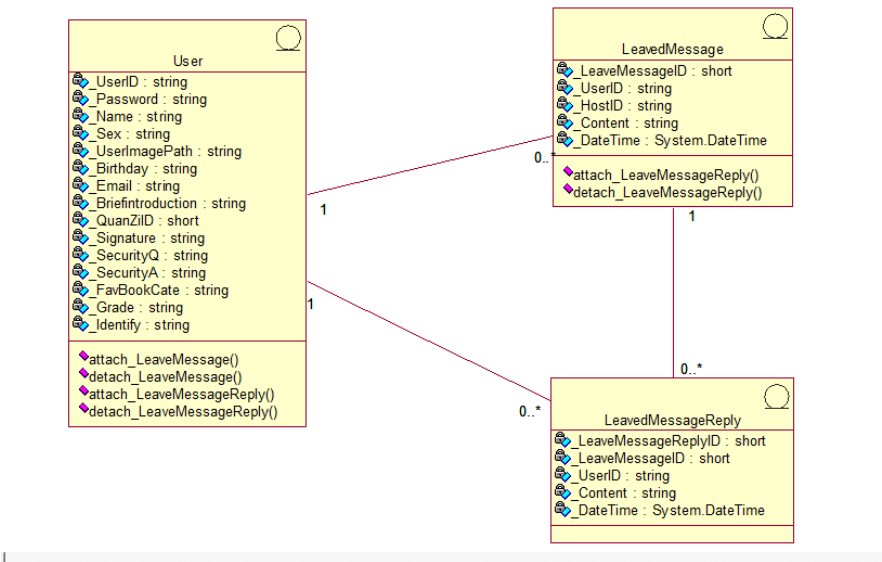 User
_UserID : string
_Password : string
_Name : string
_Sex : string
_UserImagePath : string
_Birthday : string
_Email : string
_Briefintroduction : string
_QuanZiID : short
_Signature : string
_SecurityQ : string
_SecurityA : string
_FavBookCate : string
_Grade : string
_Identify : string
attach_LeaveMessage()
detach_LeaveMessage()
attach_LeaveMessageReply()
detach_LeaveMessageReply()
1
0..*
LeavedMessage
_LeaveMessageID : short
_UserID : string
_HostID : string
_Content : string
_DateTime : System.DateTime
attach_LeaveMessageReply()
detach_LeaveMessageReply()
1
0..*
1
0..*
LeavedMessageReply
_LeaveMessageReplyID : short
_LeaveMessageID : short
_UserID : string
_Content : string
_DateTime : System.DateTime